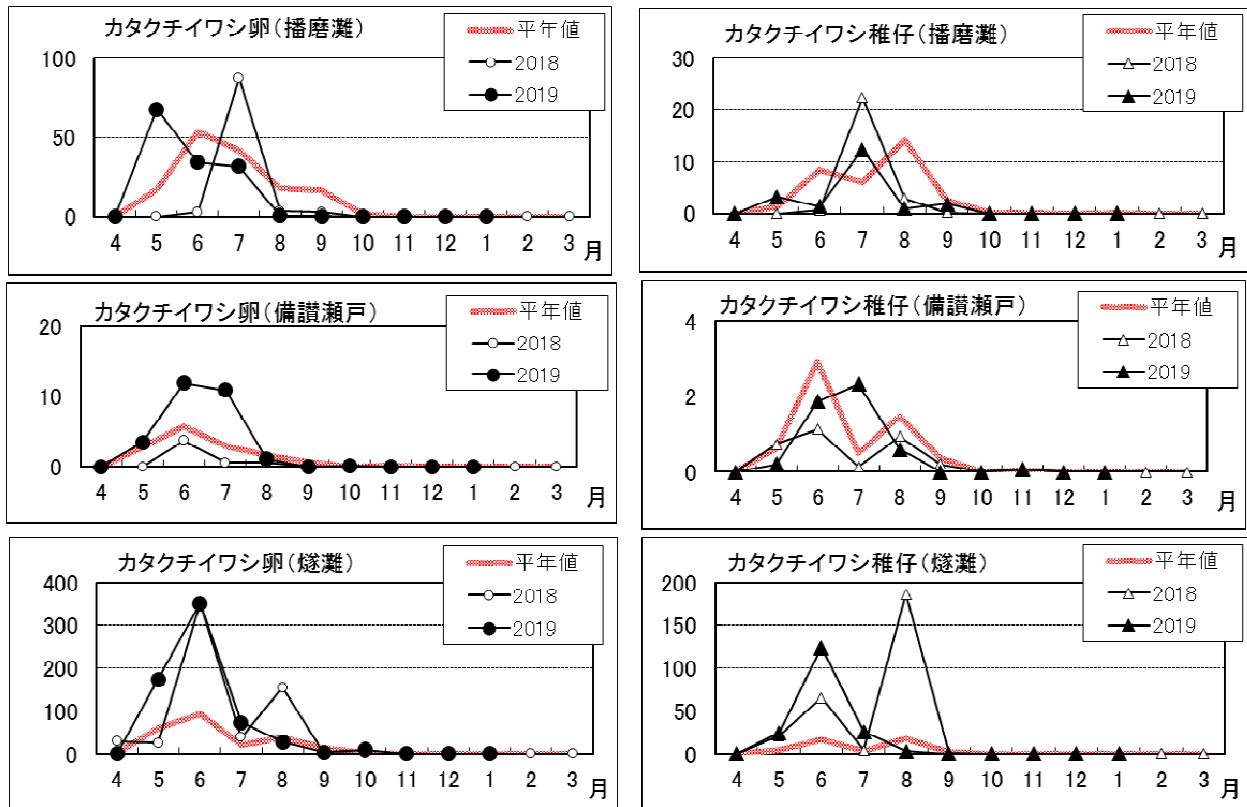 カタクチイワシ卵（播磨灘）
平年値
2018
2019
100
50
0
4 5 6 7 8 9 10 11 12 1 2 3 月
カタクチイワシ稚仔（播磨灘）
平年値
2018
2019
30
20
10
0
4 5 6 7 8 9 10 11 12 1 2 3 月
カタクチイワシ卵（備讃瀬戸）
平年値
2018
2019
20
10
0
4 5 6 7 8 9 10 11 12 1 2 3 月
カタクチイワシ稚仔（備讃瀬戸）
平年値
2018
2019
4
2
0
4 5 6 7 8 9 10 11 12 1 2 3 月
カタクチイワシ卵（燧灘）
平年値
2018
2019
400
300
200
100
0
4 5 6 7 8 9 10 11 12 1 2 3 月
カタクチイワシ稚仔（燧灘）
平年値
2018
2019
200
150
100
50
0
4 5 6 7 8 9 10 11 12 1 2 3 月